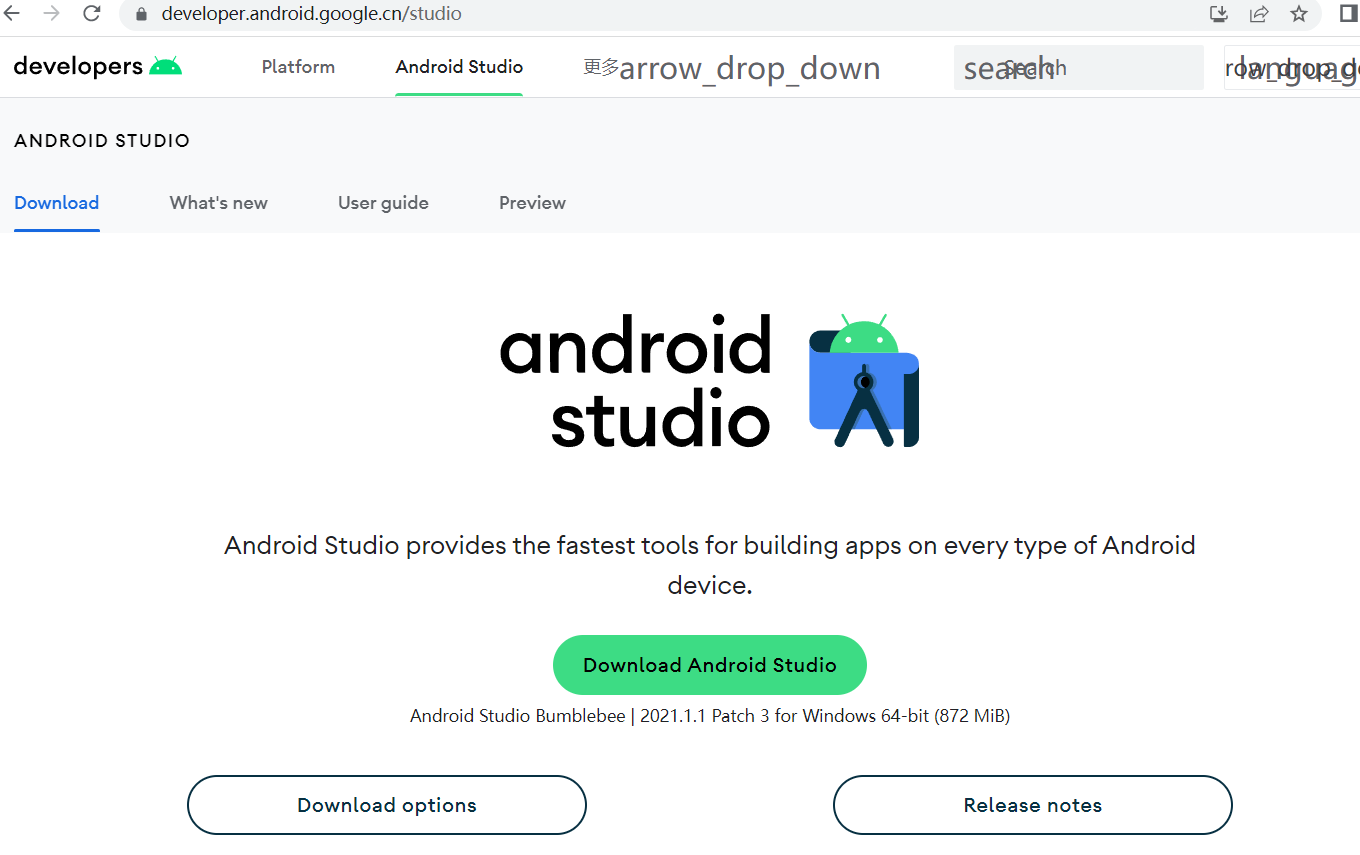 developer.android.google.cn/studio
developers Platform Android Studio 更多arrow_drop_down search Search
ANDROID STUDIO
Download What's new User guide Preview
android
studio
Android Studio provides the fastest tools for building apps on every type of Android
device.
Download Android Studio
Android Studio Bumblebee | 2021.1.1 Patch 3 for Windows 64-bit (872 MiB)
Download options Release notes